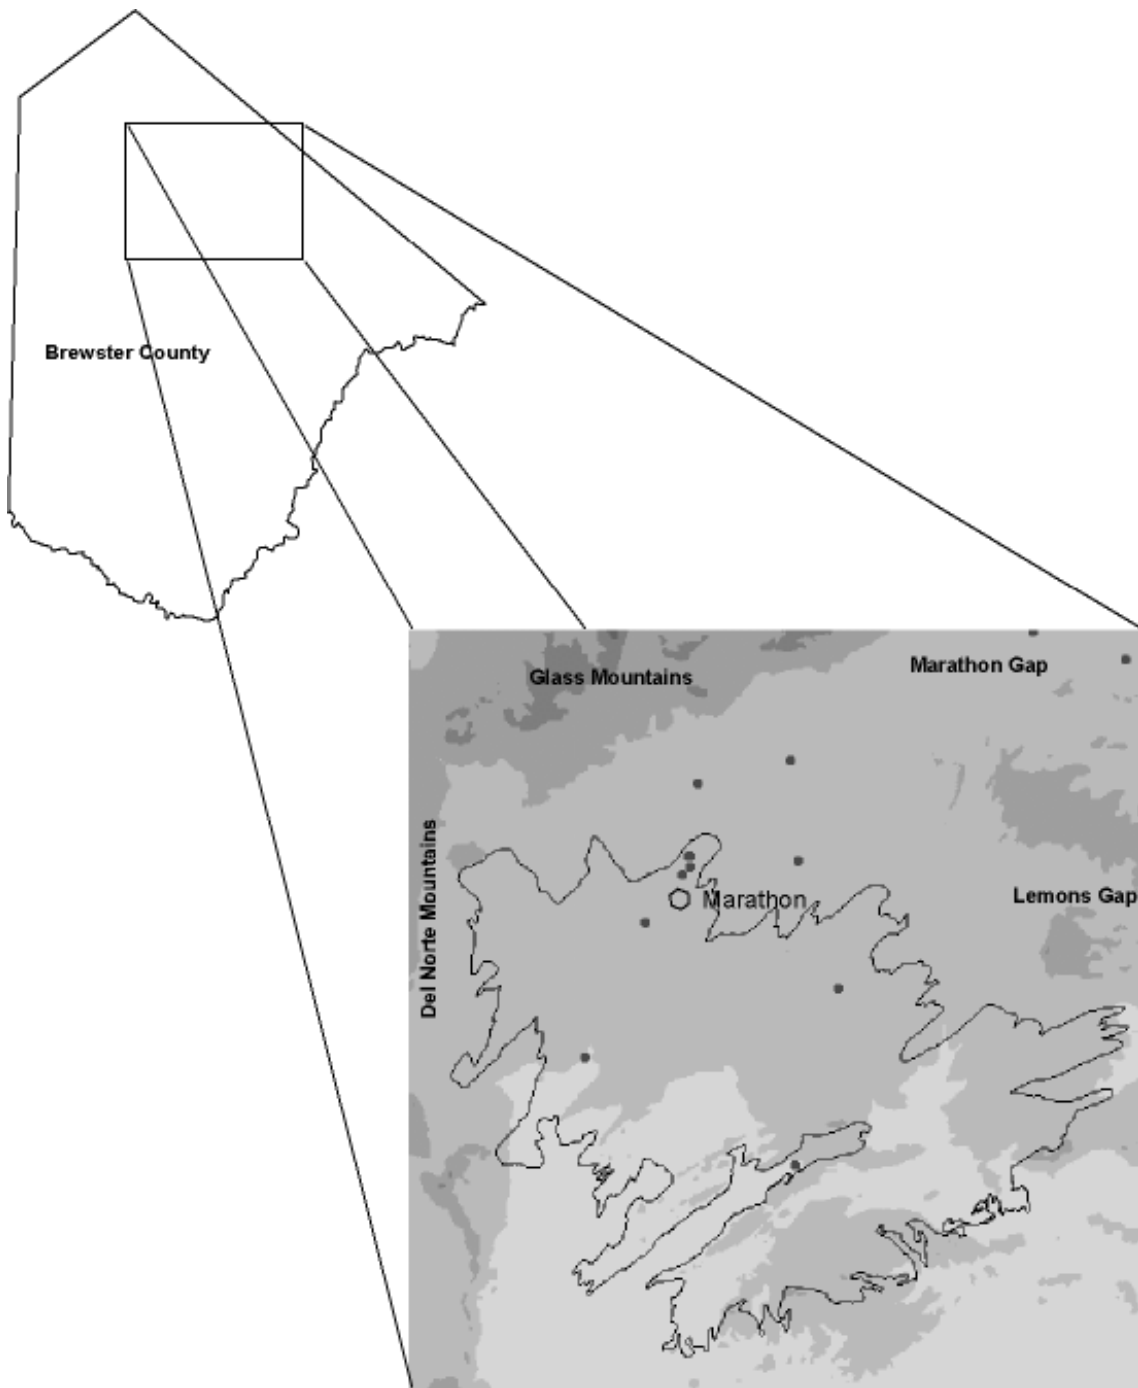 Brewster County
Glass Mountains
Marathon Gap
Del Norte Mountains
Marathon
Lemons Gap